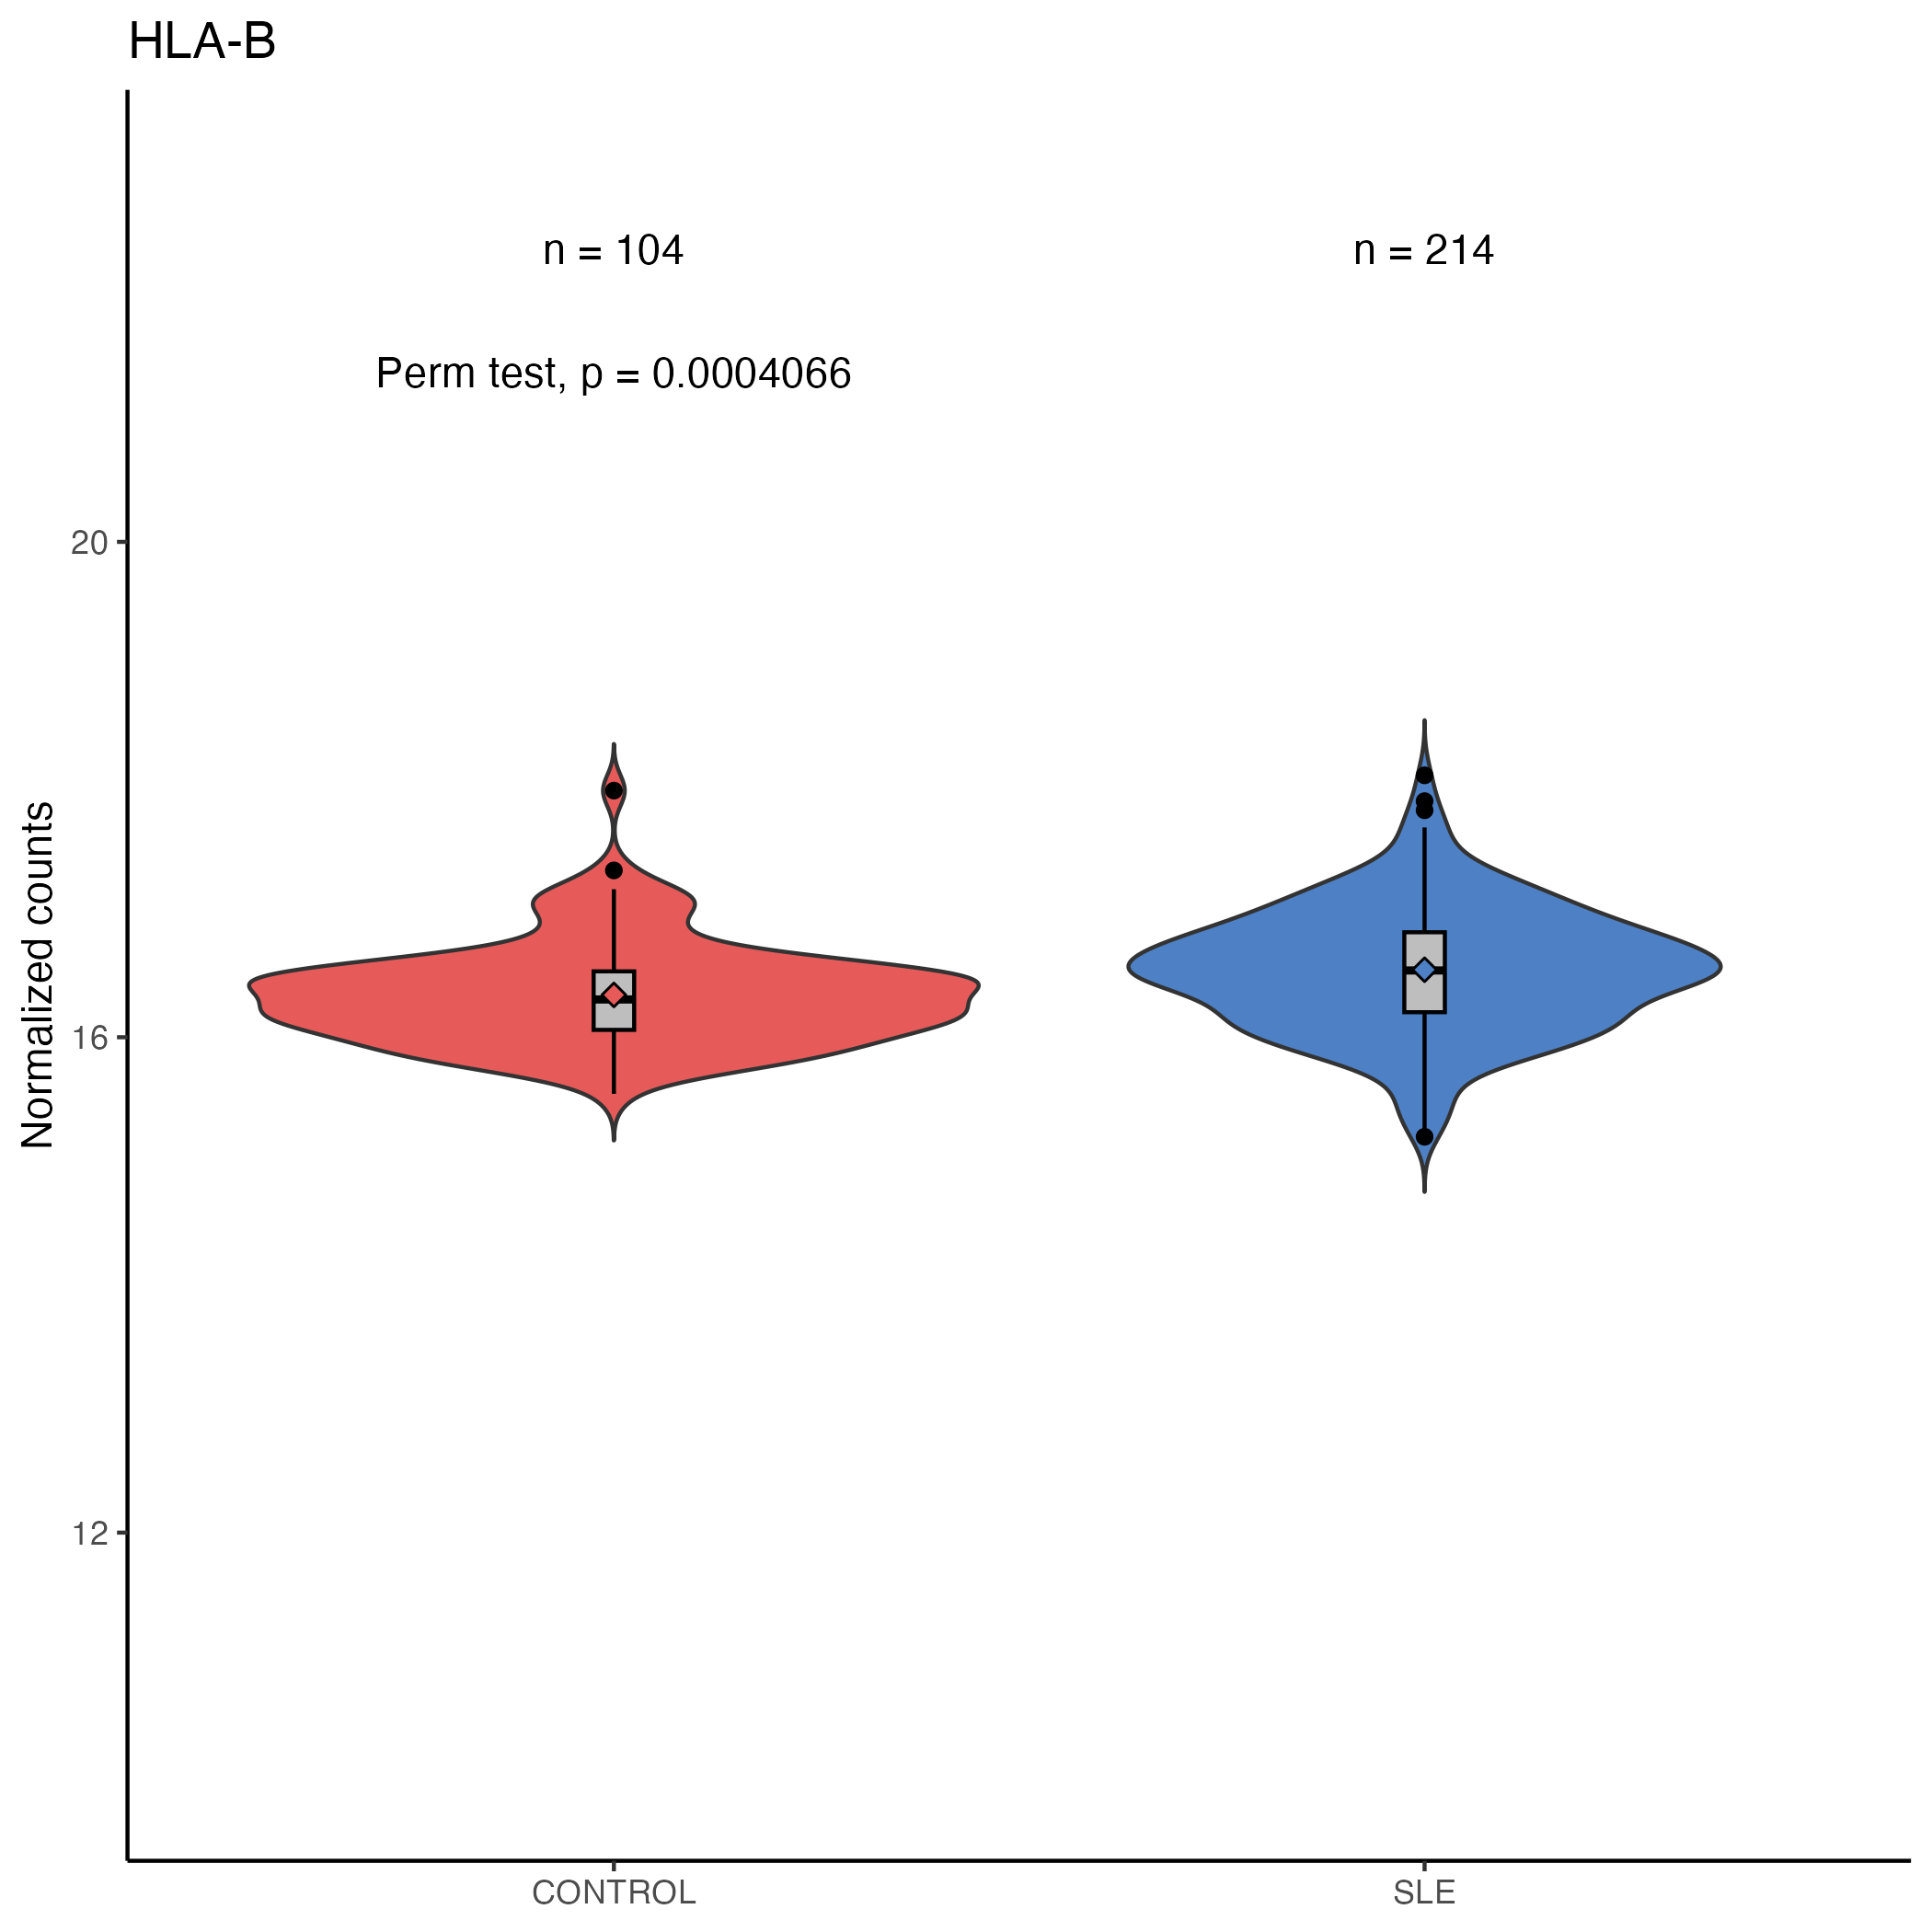 HLA-B
n = 104
n = 214
Perm test, p = 0.0004066
20
16
12
Normalized counts
CONTROL
SLE